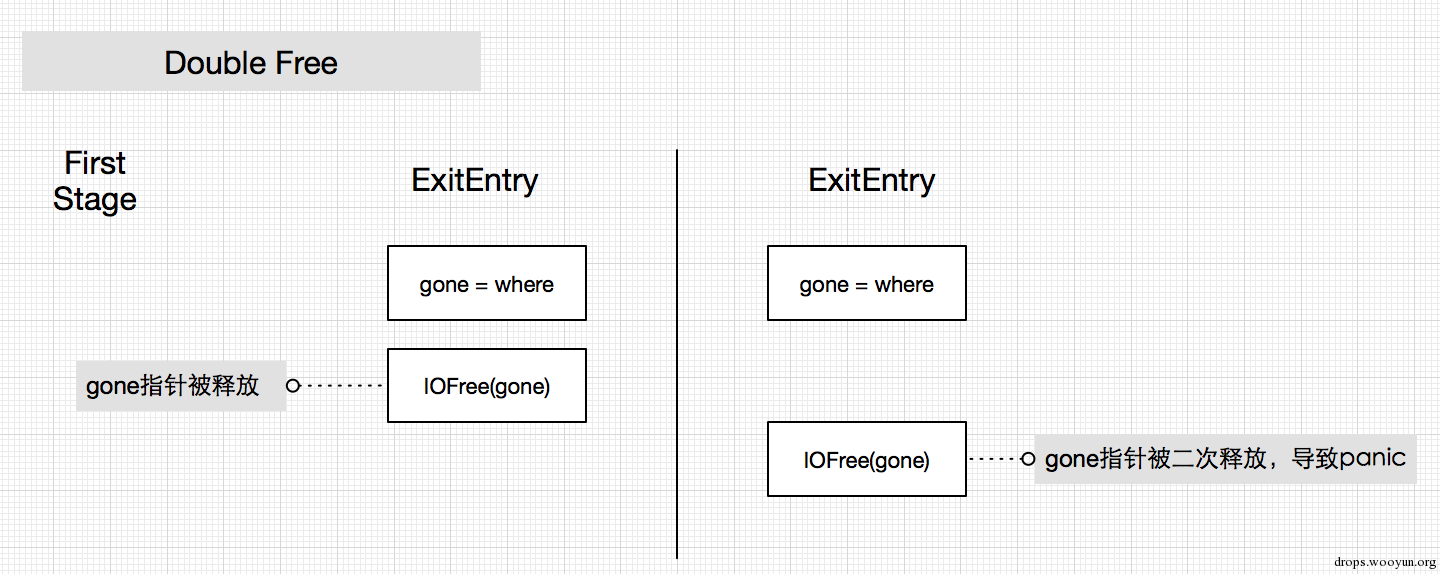 Double Free
First
Stage
ExitEntry
ExitEntry
gone = where
gone = where
gone指针被释放
IOFree(gone)
IOFree(gone)
gone指针被二次释放，导致panic
drops.wooyun.org